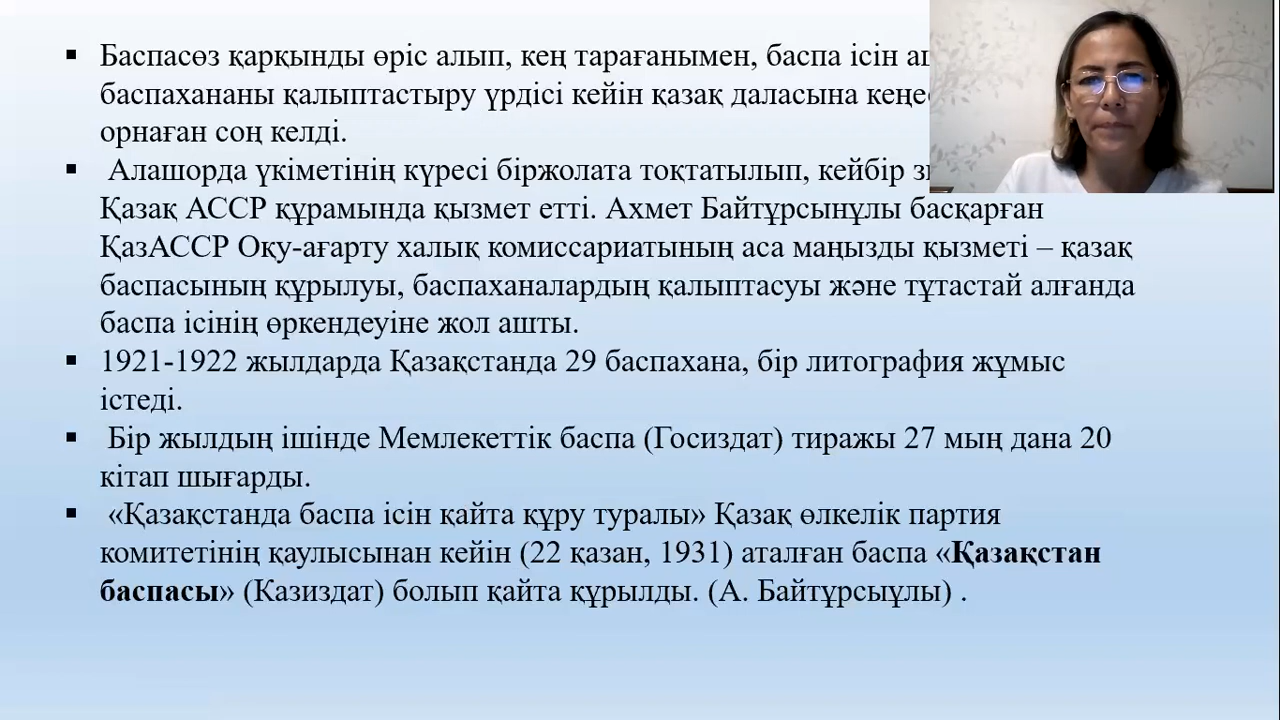 Баспасөз қарқынды өріс алып, кең тарағанымен, баспа ісін
баспахананы қалыптастыру үрдісі кейін қазақ даласына
орнаған соң келді.
Алашорда үкіметінің күресі біржолата тоқтатылып, кейбір
Қазақ АССР құрамында қызмет етті. Ахмет Байтұрсынұлы басқарған
ҚазАССР Оқу-ағарту халық комиссариатының аса маңызды қызметі – қазақ
баспасының құрылуы, баспаханалардың қалыптасуы және тұтастай алғанда
баспа ісінің өркендеуіне жол ашты.
1921-1922 жылдарда Қазақстанда 29 баспахана, бір литография жұмыс
істеді.
Бір жылдың ішінде Мемлекеттік баспа (Госиздат) тиражы 27 мың дана 20
кітап шығарды.
«Қазақстанда баспа ісін қайта құру туралы» Қазақ өлкелік партия
комитетінің қаулысынан кейін (22 қазан, 1931) аталған баспа «Қазақстан
баспасы» (Казиздат) болып қайта құрылды. (А. Байтұрсыұлы) .